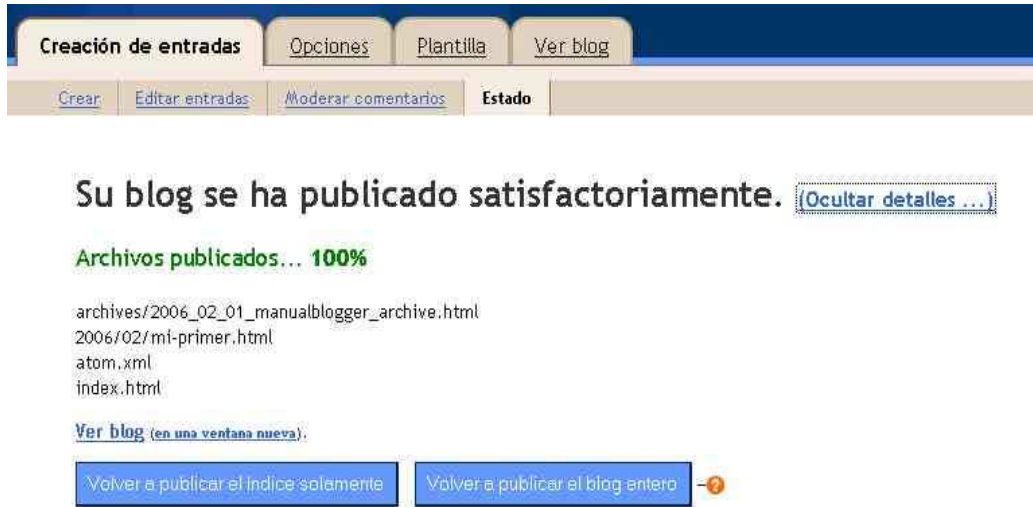 Creación de entradas Opciones Plantilla Ver blog
Crear Editar entradas Moderar comentarios Estado
Su blog se ha publicado satisfactoriamente. (Ocultar detalles ...)
Archivos publicados... 100%
archives/2006_02_01_manualblogger_archive.html
2006/02/mi-primer.html
atom.xml
index.html
Ver blog (en una ventana nueva).
Volver a publicar el índice solamente Volver a publicar el blog entero –?